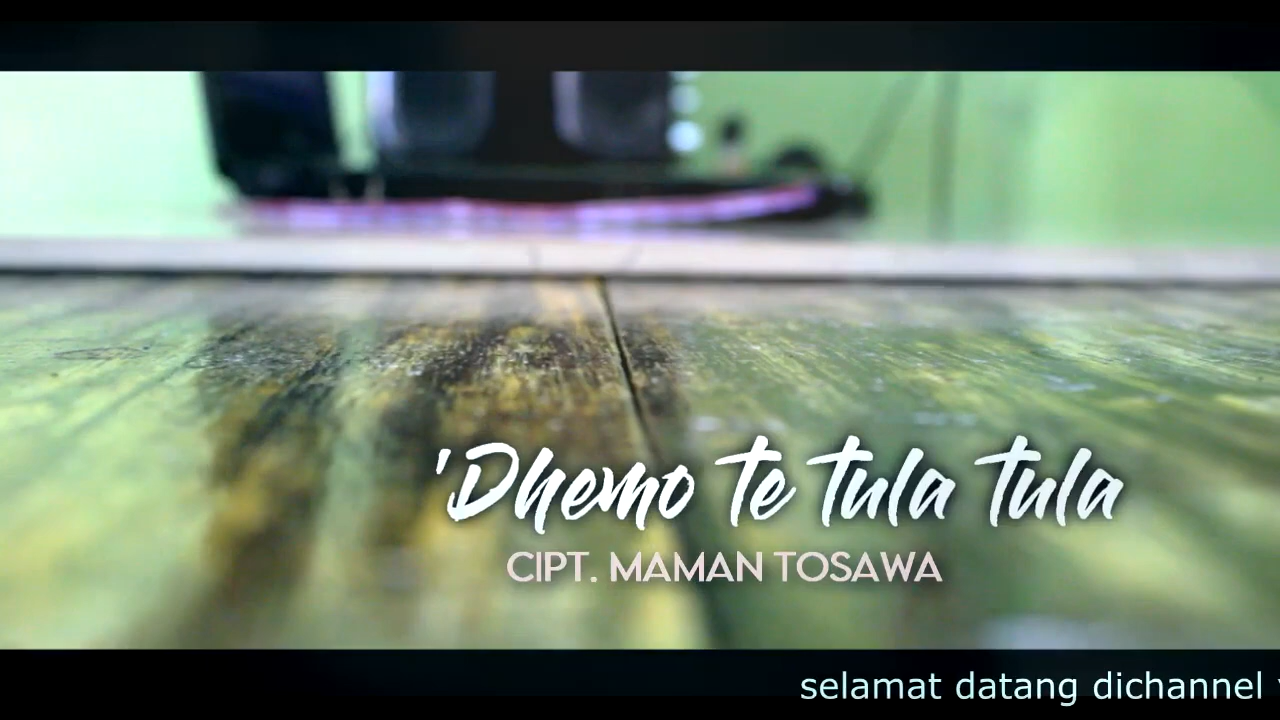 'Dhemo Te Tula Tula
CIPT. MAMAN TOSAWA
selamat datang dichannel